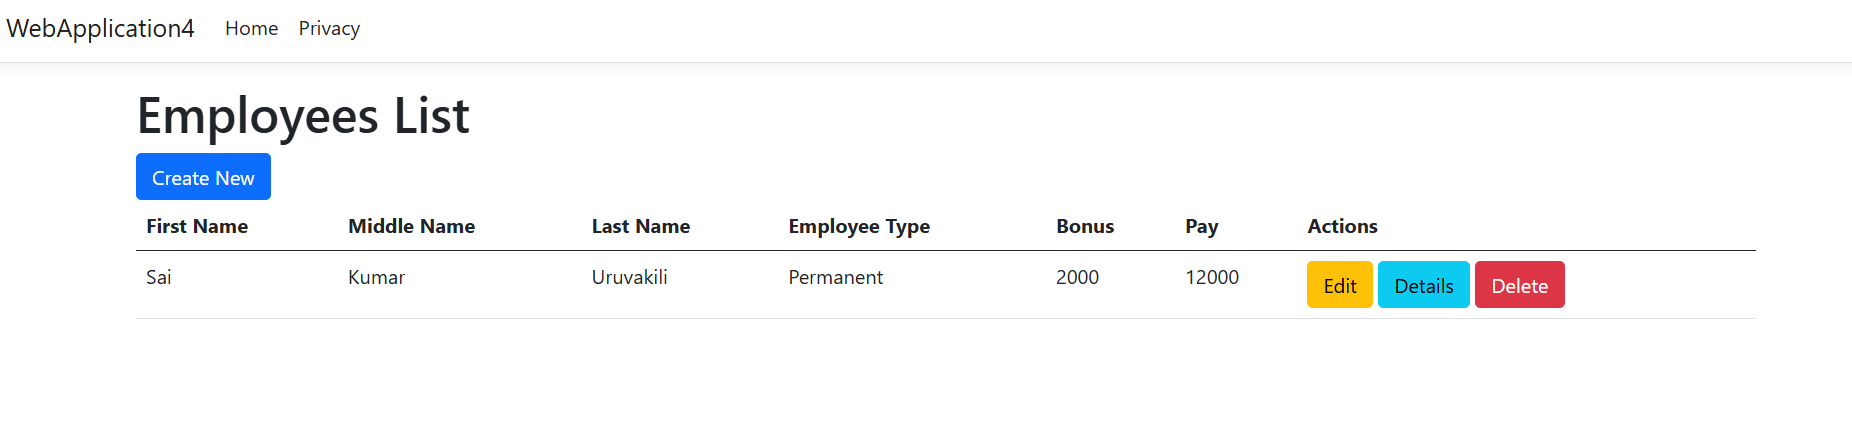 WebApplication4 Home Privacy
Employees List
Create New
First Name Middle Name Last Name Employee Type Bonus Pay Actions
Sai Kumar Uruvakili Permanent 2000 12000 Edit Details Delete